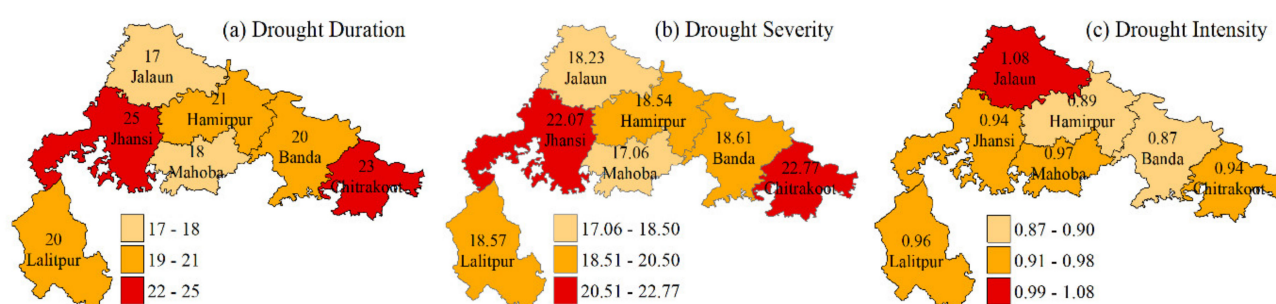 (a) Drought Duration
17
Jalaun
25
Jhansi
21
Hamirpur
18
Mahoba
20
Banda
23
Chitrakoot
20
Lalitpur
17 - 18
19 - 21
22 - 25
(b) Drought Severity
18.23
Jalaun
22.07
Jhansi
18.54
Hamirpur
17.06
Mahoba
18.61
Banda
22.77
Chitrakoot
18.57
Lalitpur
17.06 - 18.50
18.51 - 20.50
20.51 - 22.77
(c) Drought Intensity
1.08
Jalaun
0.94
Jhansi
0.89
Hamirpur
0.97
Mahoba
0.87
Banda
0.94
Chitrakoot
0.96
Lalitpur
0.87 - 0.90
0.91 - 0.98
0.99 - 1.08